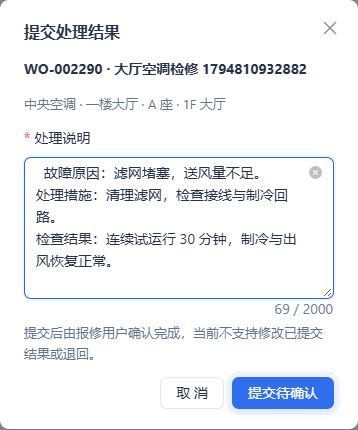 提交处理结果
WO-002290 · 大厅空调检修 1794810932882
中央空调 · 一楼大厅 · A 座 · 1F 大厅
* 处理说明
故障原因：滤网堵塞，送风量不足。
处理措施：清理滤网，检查接线与制冷回
路。
检查结果：连续试运行 30 分钟，制冷与出
风恢复正常。
69 / 2000
提交后由报修用户确认完成，当前不支持修改已提交
结果或退回。
取 消
提交待确认